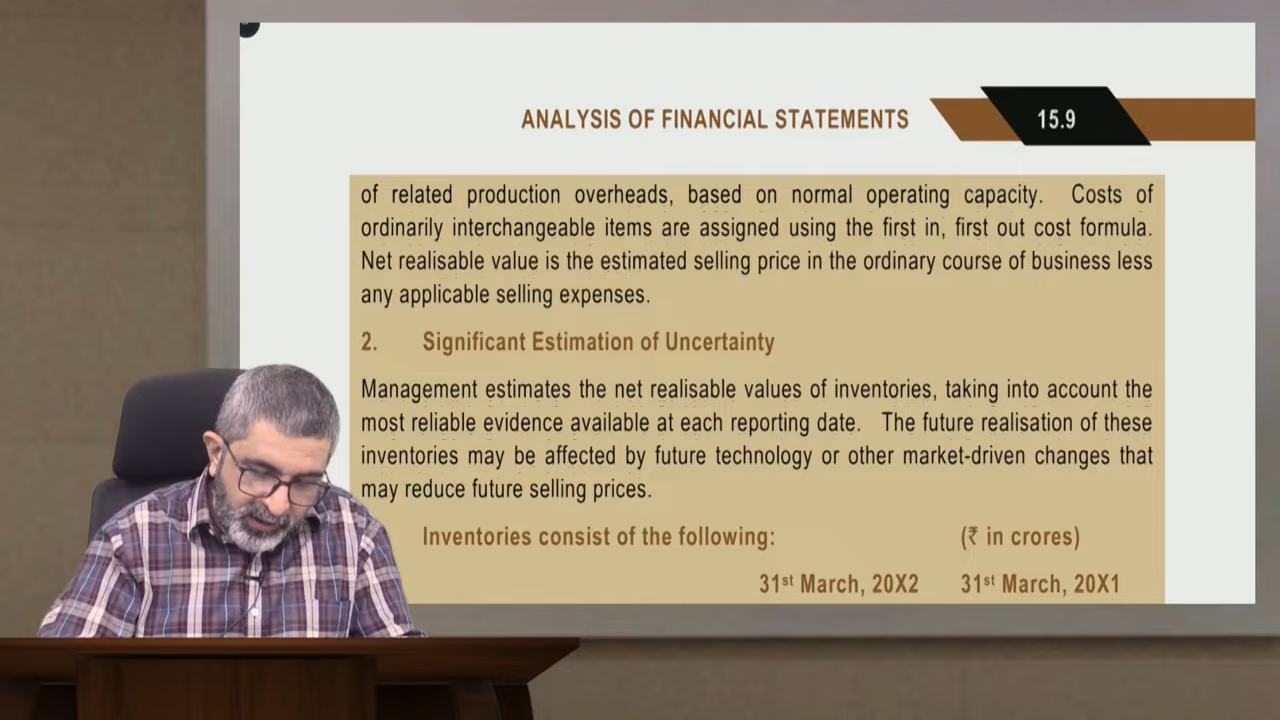 ANALYSIS OF FINANCIAL STATEMENTS 15.9
of related production overheads, based on normal operating capacity. Costs of
ordinarily interchangeable items are assigned using the first in, first out cost formula.
Net realisable value is the estimated selling price in the ordinary course of business less
any applicable selling expenses.
2. Significant Estimation of Uncertainty
Management estimates the net realisable values of inventories, taking into account the
most reliable evidence available at each reporting date. The future realisation of these
inventories may be affected by future technology or other market-driven changes that
may reduce future selling prices.
Inventories consist of the following: (₹ in crores)
31st March, 20X2 31st March, 20X1